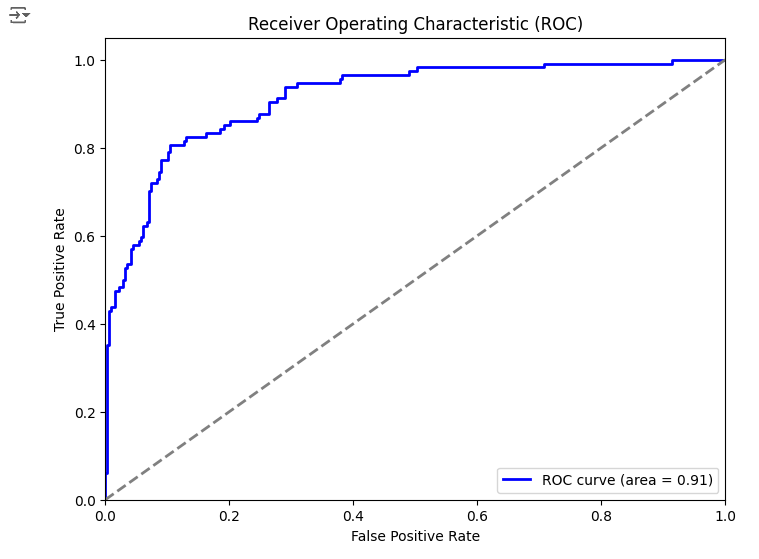 Receiver Operating Characteristic (ROC)
1.0
0.8
0.6
0.4
0.2
0.0
True Positive Rate
ROC curve (area = 0.91)
0.0 0.2 0.4 0.6 0.8 1.0
False Positive Rate